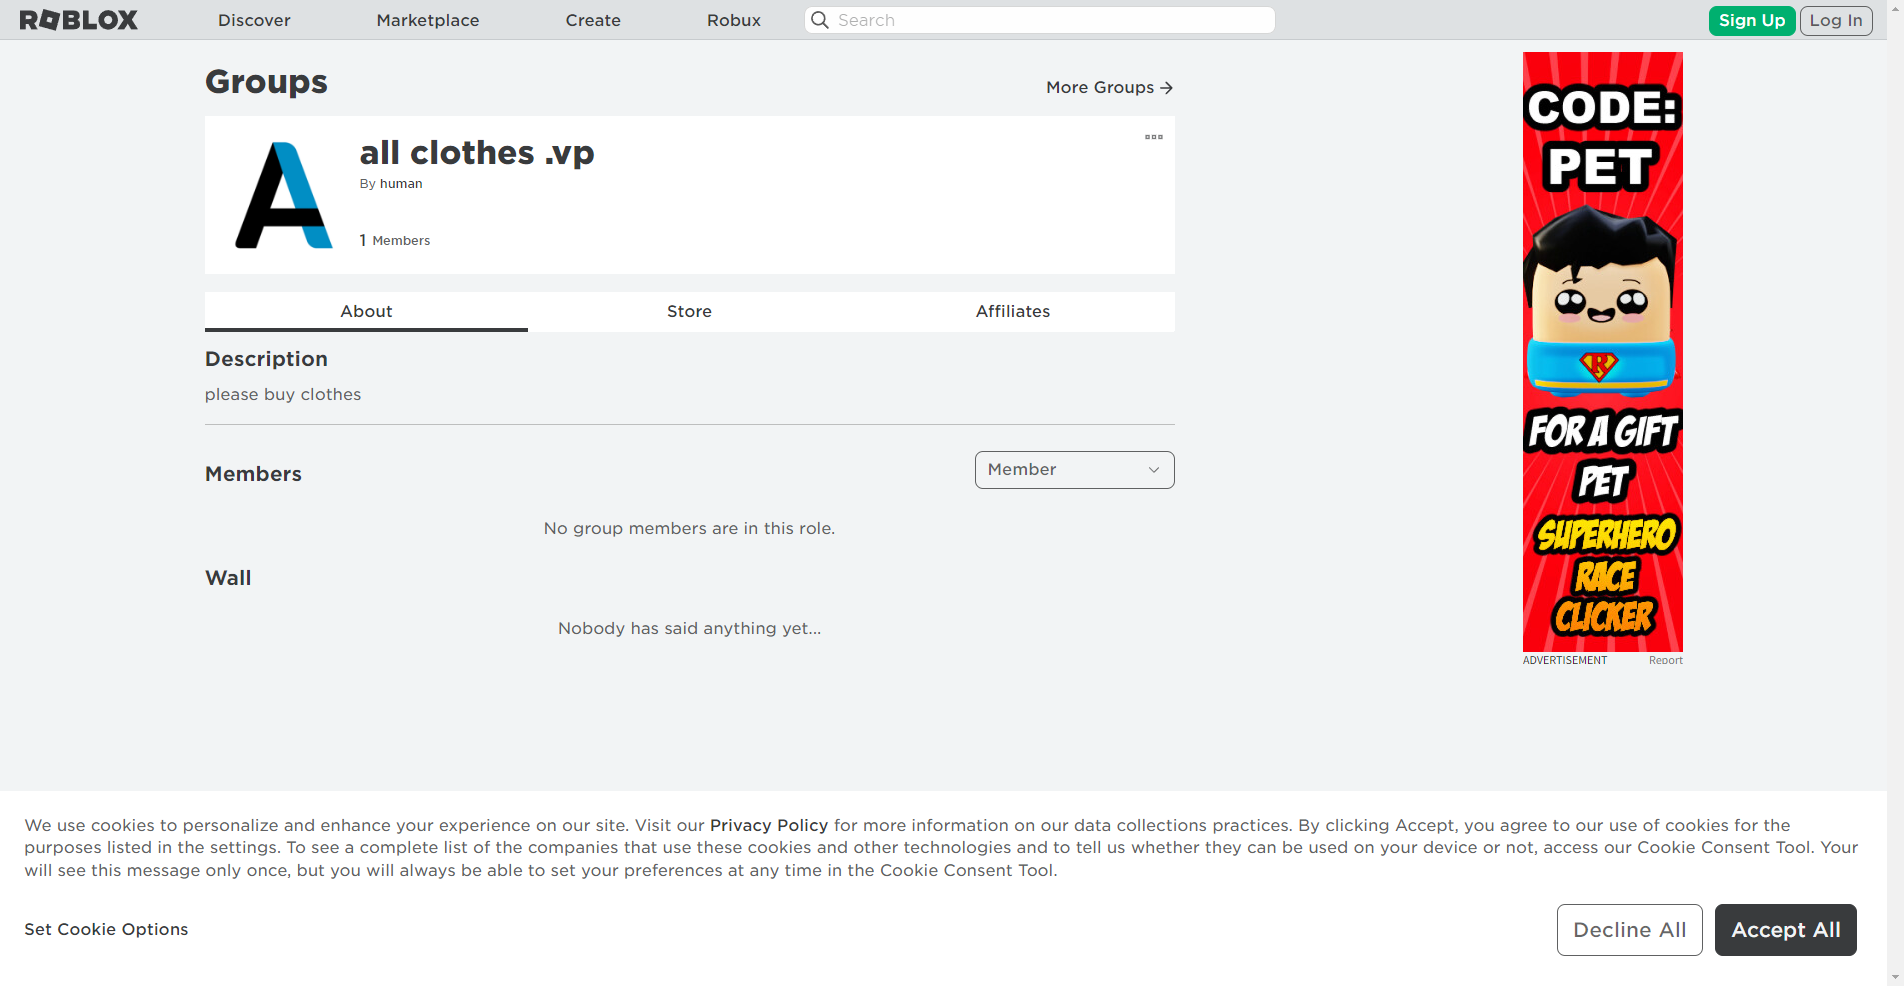 ROBLOX Discover Marketplace Create Robux Search Sign Up Log In
Groups
More Groups
all clothes .vp
By human
1 Members
About Store Affiliates
Description
please buy clothes
Members
Member
No group members are in this role.
Wall
Nobody has said anything yet...
CODE:
PET
R
FOR A GIFT
PET
SUPERHERO
RACE
CLICKER
ADVERTISEMENT Report
We use cookies to personalize and enhance your experience on our site. Visit our Privacy Policy for more information on our data collections practices. By clicking Accept, you agree to our use of cookies for the
purposes listed in the settings. To see a complete list of the companies that use these cookies and other technologies and to tell us whether they can be used on your device or not, access our Cookie Consent Tool. Your
will see this message only once, but you will always be able to set your preferences at any time in the Cookie Consent Tool.
Set Cookie Options
Decline All
Accept All